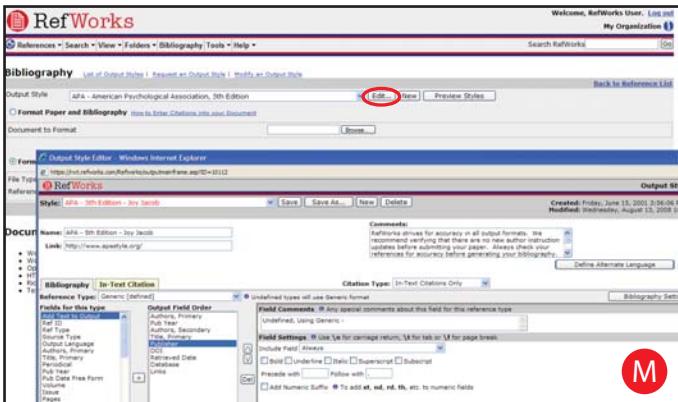 Welcome, RefWorks User. Log out
RefWorks
My Organization
References Search View Folders Bibliography Tools Help
Search RefWorks Go
Bibliography List of Output Styles | Request an Output Style | Modify an Output Style
Back to Reference List
Output Style APA - American Psychological Association, 5th Edition Edit... New Preview Styles
Format Paper and Bibliography How to Enter Citations into your Document
Document to Format Browse...
Form
Output Style Editor - Windows Internet Explorer
File Type
Referen
RefWorks Output St
Style: APA - 5th Edition - Joy Jacob Save Save As... New Delete
Created: Friday, June 15, 2001 3:56:06
Modified: Wednesday, August 13, 2008
Docum
Name: APA - 5th Edition - Joy Jacob
Link: http://www.apastyle.org/
Comments:
RefWorks strives for accuracy in all output formats. We
recommend verifying that there are no new author instruction
updates before submitting your paper. Always check your
references for accuracy before generating your bibliography.
Define Alternate Language
Bibliography In-Text Citation
Citation Type: In-Text Citations Only
Reference Type: Generic [defined] Undefined types will use Generic format Bibliography Sett
Fields for this type
Add Text to Output
Ref ID
Ref Type
Source Type
Output Language
Authors, Primary
Title, Primary
Periodical
Pub Year
Pub Date Free Form
Volume
Issue
Pages
Output Field Order
Authors, Primary
Pub Year
Authors, Secondary
Title, Primary
Publisher
DOI
Retrieved Date
Database
Links
Del
Field Comments Any special comments about this field for this reference type
Undefined, Using Generic -
Field Settings Use \e for carriage return, \t for tab or \f for page break
Include Field Always
Bold Underline Italic Superscript Subscript
Precede with Follow with .
Add Numeric Suffix To add st, nd, rd, th, etc. to numeric fields
M